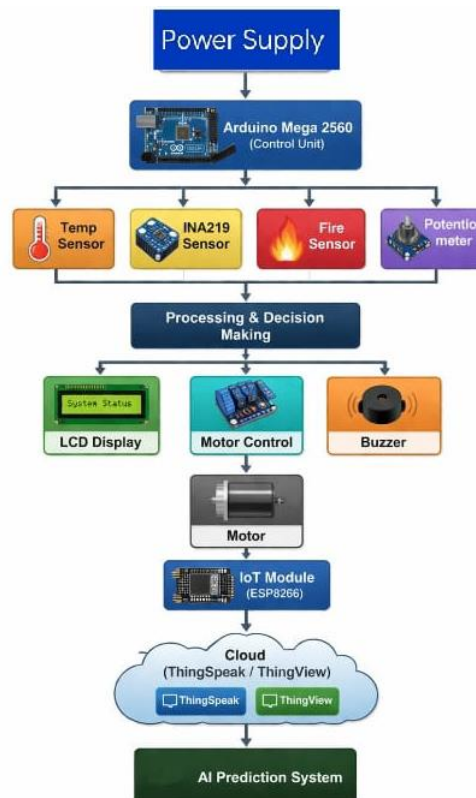 Power Supply
Arduino Mega 2560
(Control Unit)
Temp
Sensor
INA219
Sensor
Fire
Sensor
Potentio
meter
Processing & Decision
Making
System Status
LCD Display
Motor Control
Buzzer
Motor
IoT Module
(ESP8266)
Cloud
(ThingSpeak / ThingView)
ThingSpeak
ThingView
AI Prediction System